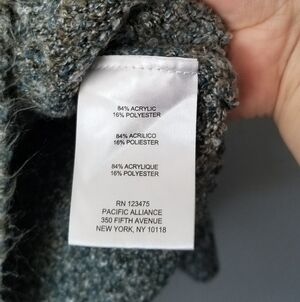 84% ACRYLIC
16% POLYESTER
84% ACRILICO
16% POLIESTER
84% ACRYLIQUE
16% POLYESTER
RN 123475
PACIFIC ALLIANCE
350 FIFTH AVENUE
NEW YORK, NY 10118